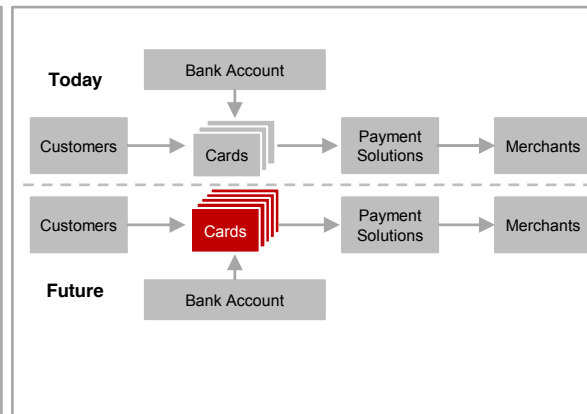 Today
Bank Account
Customers
Cards
Payment
Solutions
Merchants
Customers
Cards
Payment
Solutions
Merchants
Future
Bank Account